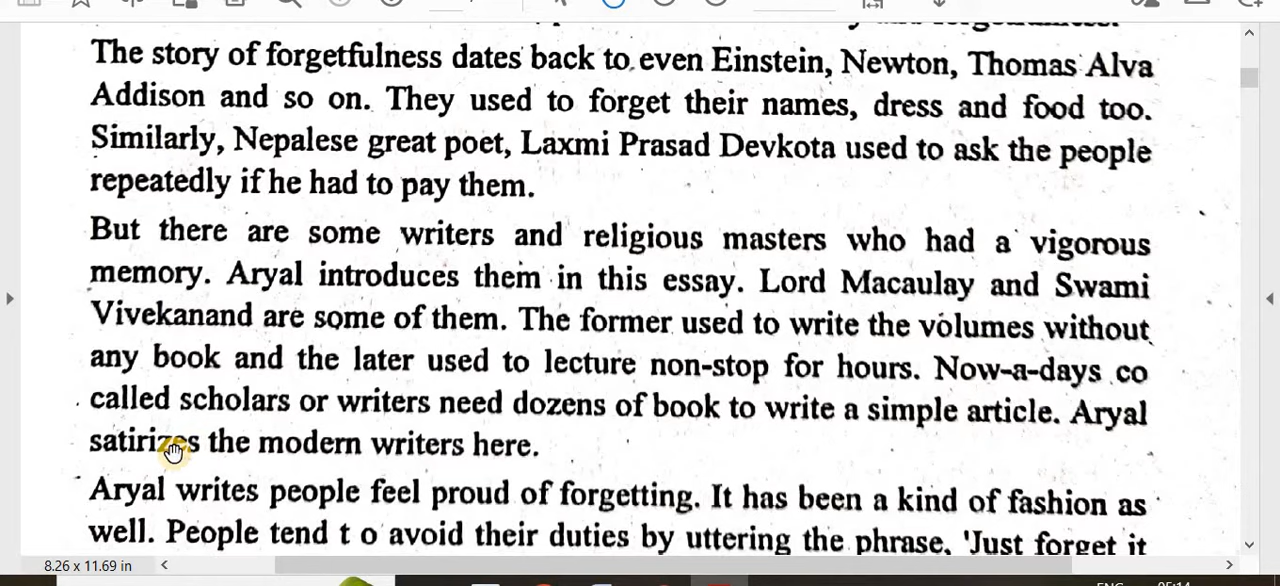 The story of forgetfulness dates back to even Einstein, Newton, Thomas Alva
Addison and so on. They used to forget their names, dress and food too.
Similarly, Nepalese great poet, Laxmi Prasad Devkota used to ask the people
repeatedly if he had to pay them.
But there are some writers and religious masters who had a vigorous
memory. Aryal introduces them in this essay. Lord Macaulay and Swami
Vivekanand are some of them. The former used to write the volumes without
any book and the later used to lecture non-stop for hours. Now-a-days co
called scholars or writers need dozens of book to write a simple article. Aryal
satirizes the modern writers here.
Aryal writes people feel proud of forgetting. It has been a kind of fashion as
well. People tend t o avoid their duties by uttering the phrase, 'Just forget it
8.26 x 11.69 in